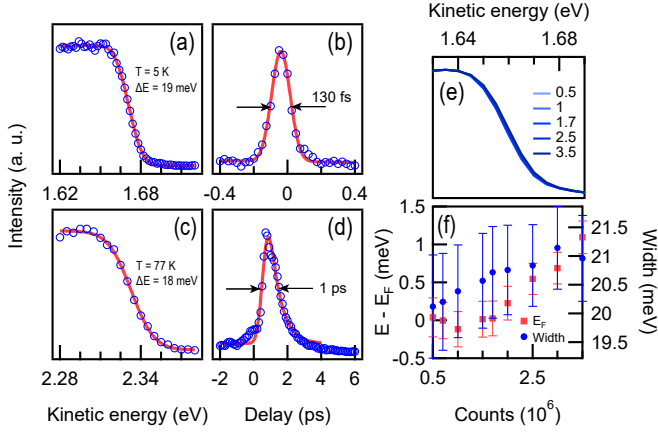 Kinetic energy (eV)
1.64 1.68
(a)
T = 5 K
ΔE = 19 meV
(b)
130 fs
(e)
0.5
1
1.7
2.5
3.5
1.62 1.68
-0.4 0 0.4
Intensity (a. u.)
(c)
T = 77 K
ΔE = 18 meV
(d)
1 ps
2.28 2.34
-2 0 2 4 6
Kinetic energy (eV)
Delay (ps)
(f)
E - E_F (meV)
1.5
1
0.5
0
-0.5
21.5
21
20.5
20
19.5
Width (meV)
E_F
Width
0.5 2.5
Counts (10⁶)